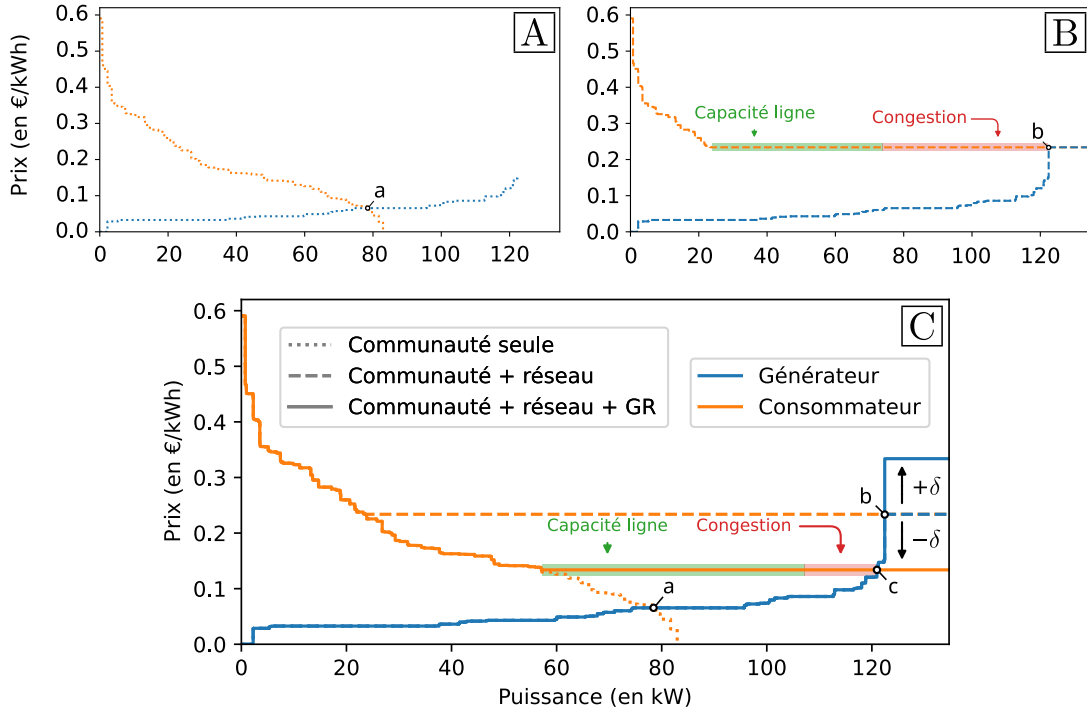 A
Prix (en €/kWh)
0.6
0.5
0.4
0.3
0.2
0.1
0.0
a
0 20 40 60 80 100 120
B
0.6
0.5
0.4
0.3
0.2
0.1
0.0
Capacité ligne
Congestion
b
0 20 40 60 80 100 120
C
Prix (en €/kWh)
0.6
0.5
0.4
0.3
0.2
0.1
0.0
Communauté seule
Communauté + réseau
Communauté + réseau + GR
Générateur
Consommateur
b
+δ
−δ
Capacité ligne
Congestion
a
c
0 20 40 60 80 100 120
Puissance (en kW)